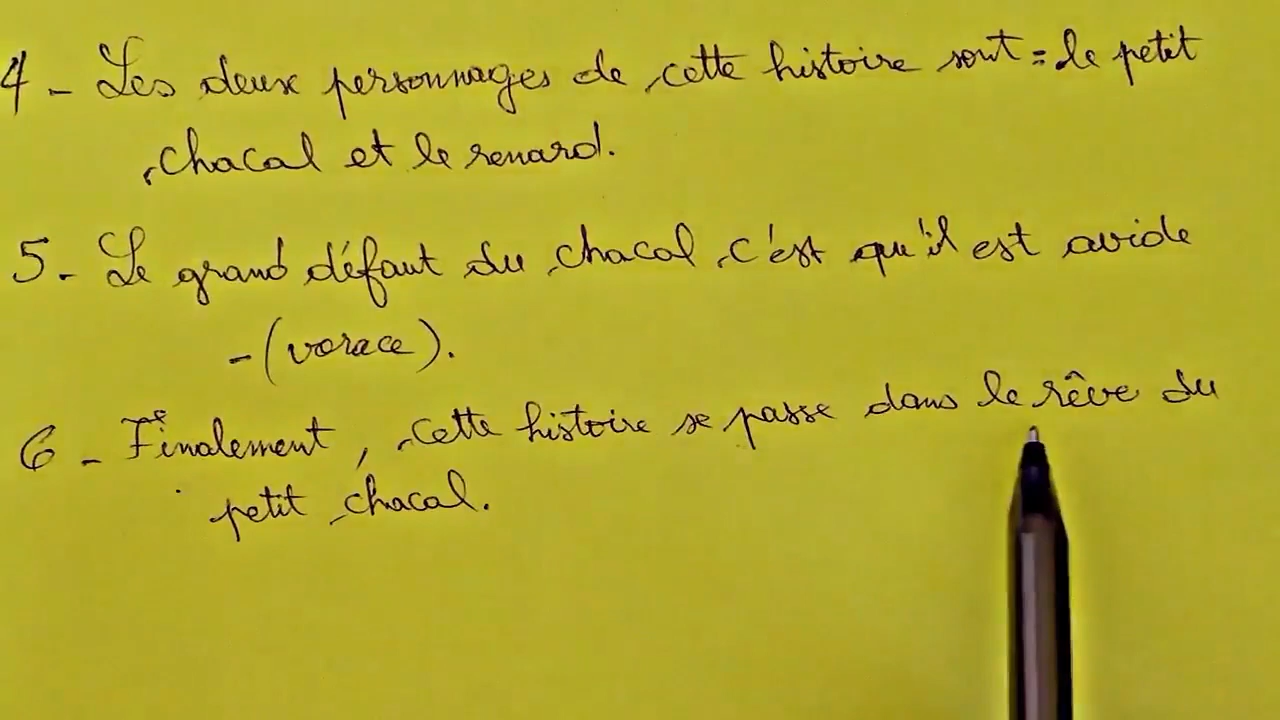 4 - Les deux personnages de cette histoire sont = le petit
chacal et le renard.
5 - Le grand défaut du chacal c'est qu'il est avide
- (vorace).
6 - Finalement, cette histoire se passe dans le rêve du
petit chacal.